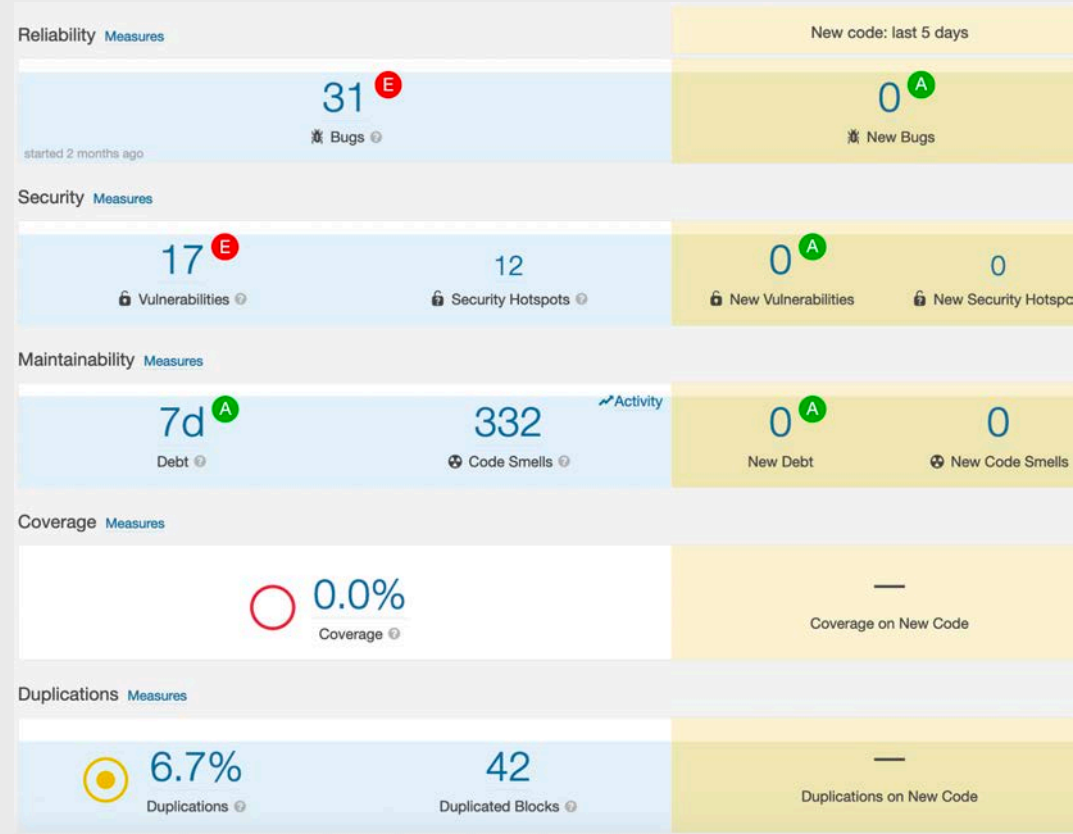 Reliability Measures
New code: last 5 days
31 E
Bugs ?
started 2 months ago
0 A
New Bugs
Security Measures
17 E
Vulnerabilities ?
12
Security Hotspots ?
0 A
New Vulnerabilities
0
New Security
Maintainability Measures
7d A
Debt ?
Activity
332
Code Smells ?
0 A
New Debt
0
New Code Smells
Coverage Measures
0.0%
Coverage ?
—
Coverage on New Code
Duplications Measures
6.7%
Duplications ?
42
Duplicated Blocks ?
—
Duplications on New Code